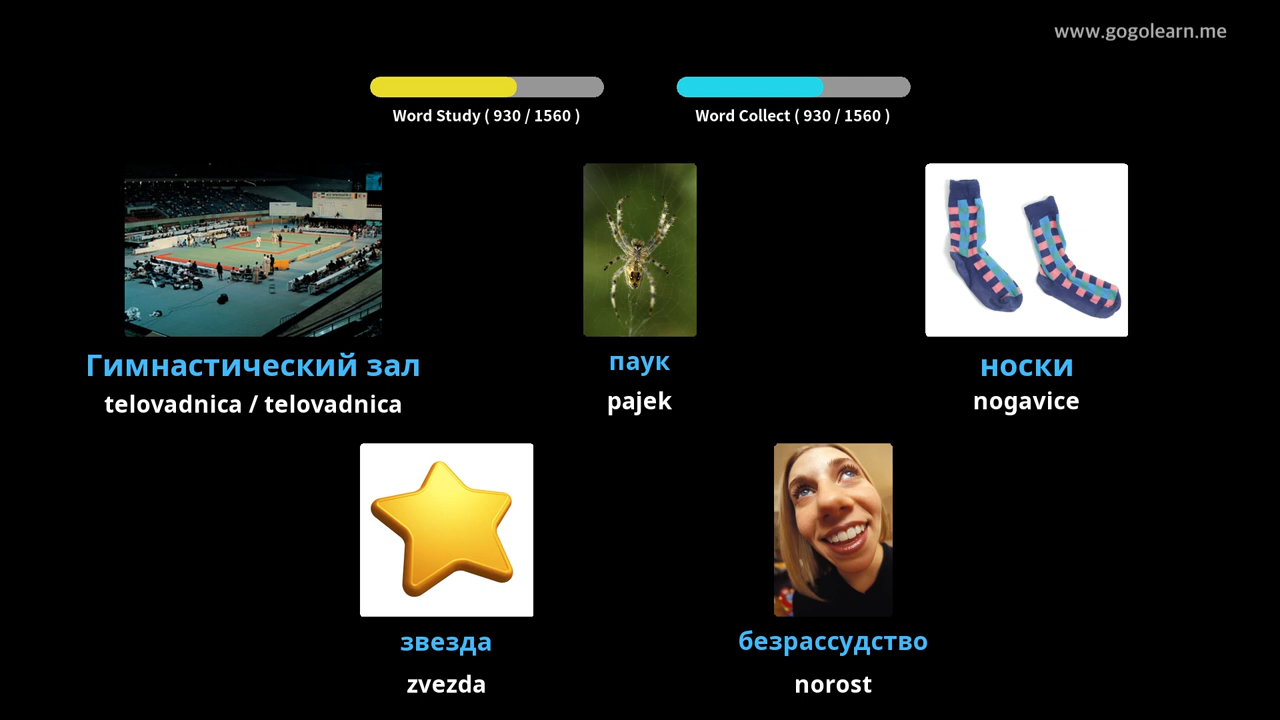 www.gogolearn.me
Word Study ( 930 / 1560 )
Word Collect ( 930 / 1560 )
Гимнастический зал
telovadnica / telovadnica
паук
pajek
носки
nogavice
звезда
zvezda
безрассудство
norost